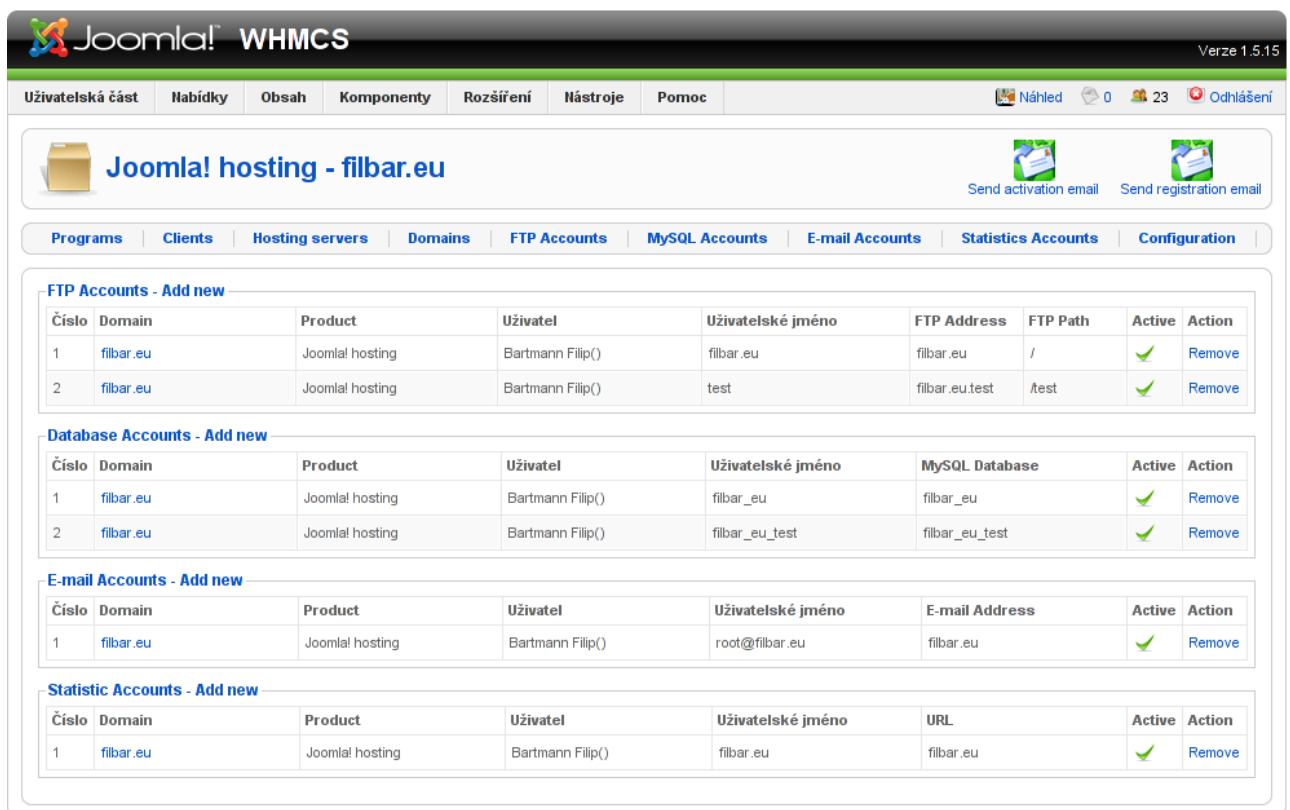 Joomla! WHMCS
Verze 1.5.15
Uživatelská část Nabídky Obsah Komponenty Rozšíření Nástroje Pomoc Náhled 0 23 Odhlášení
Joomla! hosting - filbar.eu
Send activation email Send registration email
Programs Clients Hosting servers Domains FTP Accounts MySQL Accounts E-mail Accounts Statistics Accounts Configuration
FTP Accounts - Add new
Číslo Domain Product Uživatel Uživatelské jméno FTP Address FTP Path Active Action
1 filbar.eu Joomla! hosting Bartmann Filip() filbar.eu filbar.eu / Remove
2 filbar.eu Joomla! hosting Bartmann Filip() test filbar.eu.test /test Remove
Database Accounts - Add new
Číslo Domain Product Uživatel Uživatelské jméno MySQL Database Active Action
1 filbar.eu Joomla! hosting Bartmann Filip() filbar_eu filbar_eu Remove
2 filbar.eu Joomla! hosting Bartmann Filip() filbar_eu_test filbar_eu_test Remove
E-mail Accounts - Add new
Číslo Domain Product Uživatel Uživatelské jméno E-mail Address Active Action
1 filbar.eu Joomla! hosting Bartmann Filip() root@filbar.eu filbar.eu Remove
Statistic Accounts - Add new
Číslo Domain Product Uživatel Uživatelské jméno URL Active Action
1 filbar.eu Joomla! hosting Bartmann Filip() filbar.eu filbar.eu Remove